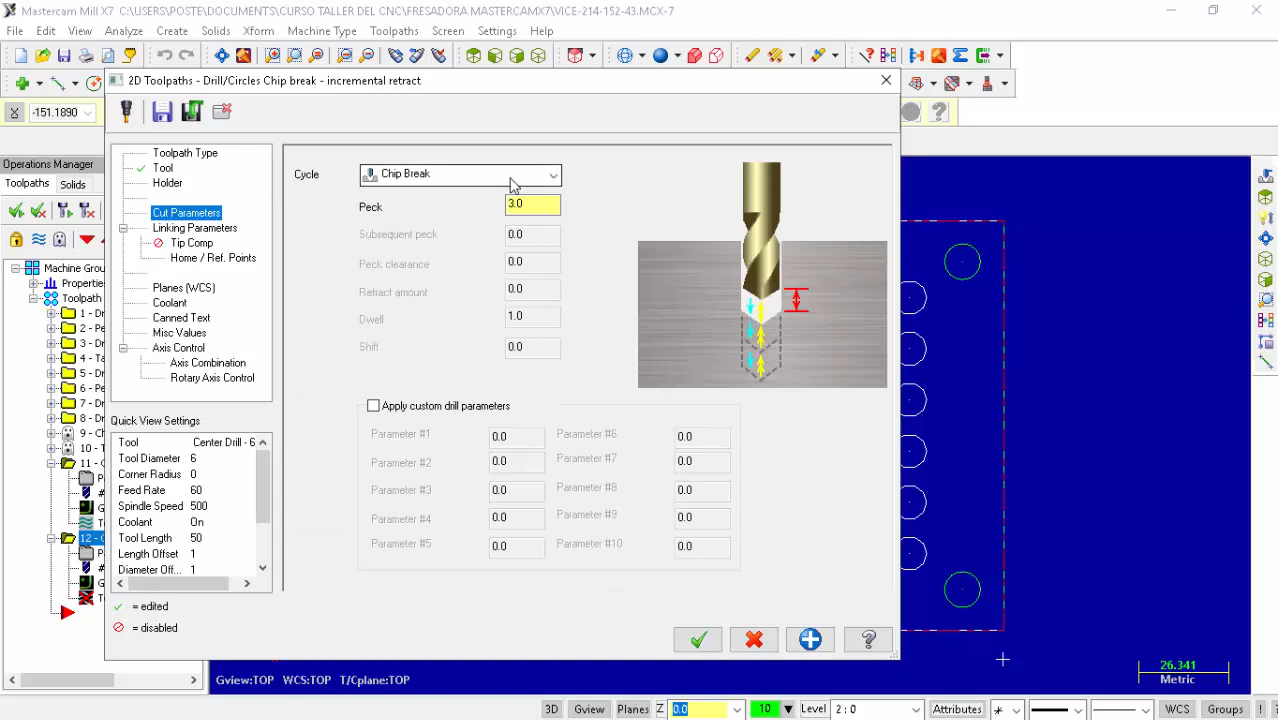 Mastercam Mill X7 C:\USERS\POSTE\DOCUMENTS\CURSO TALLER DEL CNC\FRESADORA MASTERCAMX7\VICE-214-152-43.MCX-7
File Edit View Analyze Create Solids Xform Machine Type Toolpaths Screen Settings Help
2D Toolpaths - Drill/Circles Chip break - incremental retract
-151.1890
Operations Manager
Toolpaths Solids
Machine Grou
Properti
Toolpath
1 - D
2 - Pe
3 - D
4 - Ta
5 - D
6 - Pe
7 - D
8 - D
9 - Ch
10 - T
11 - C
12 - C
Toolpath Type
Tool
Holder
Cut Parameters
Linking Parameters
Tip Comp
Home / Ref. Points
Planes (WCS)
Coolant
Canned Text
Misc Values
Axis Control
Axis Combination
Rotary Axis Control
Quick View Settings
Tool Center Drill - 6
Tool Diameter 6
Corner Radius 0
Feed Rate 60
Spindle Speed 500
Coolant On
Tool Length 50
Length Offset 1
Diameter Off... 1
= edited
= disabled
Cycle Chip Break
Peck 3.0
Subsequent peck 0.0
Peck clearance 0.0
Retract amount 0.0
Dwell 1.0
Shift 0.0
Apply custom drill parameters
Parameter #1 0.0 Parameter #6 0.0
Parameter #2 0.0 Parameter #7 0.0
Parameter #3 0.0 Parameter #8 0.0
Parameter #4 0.0 Parameter #9 0.0
Parameter #5 0.0 Parameter #10 0.0
26.341
Metric
Gview:TOP WCS:TOP T/Cplane:TOP
3D Gview Planes Z 0.0 10 Level 2 : 0 Attributes WCS Groups